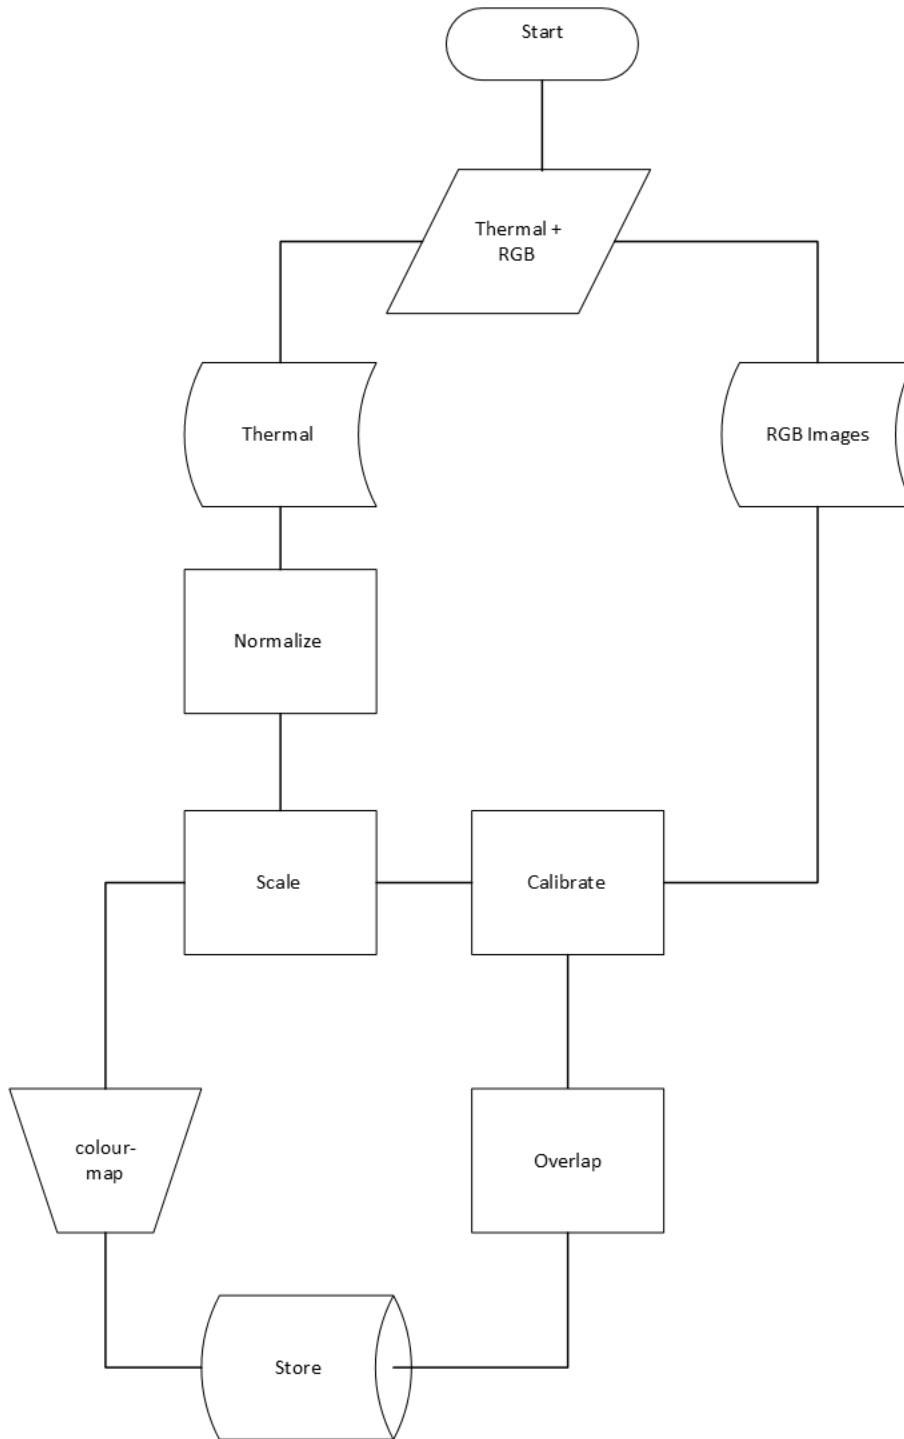 Start
Thermal +
RGB
Thermal
RGB Images
Normalize
Scale
Calibrate
colour-
map
Overlap
Store